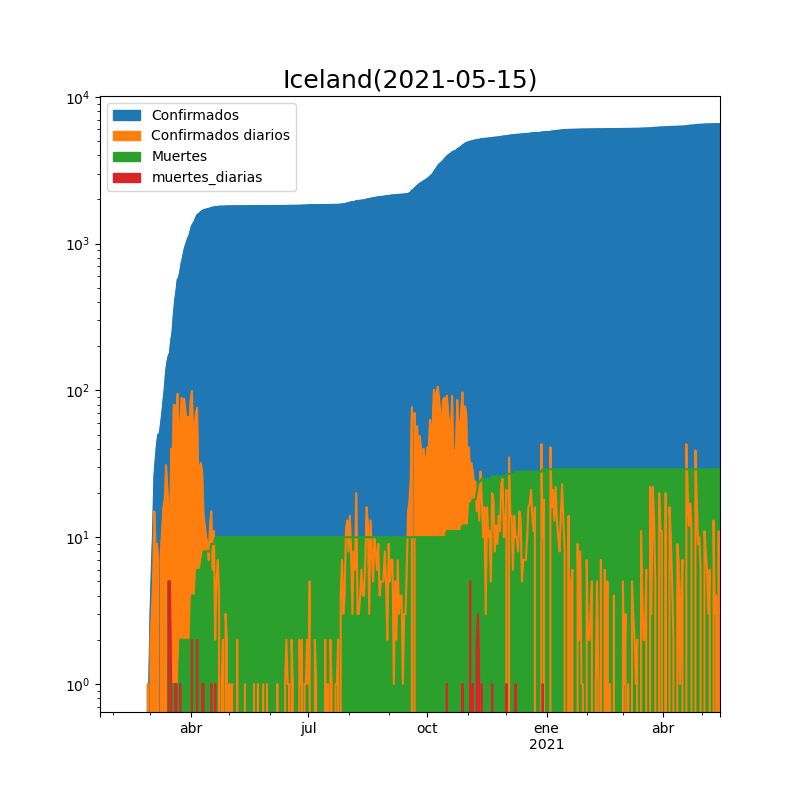 Iceland(2021-05-15)
Confirmados
Confirmados diarios
Muertes
muertes_diarias
10⁴
10³
10²
10¹
10⁰
abr jul oct ene abr
2021